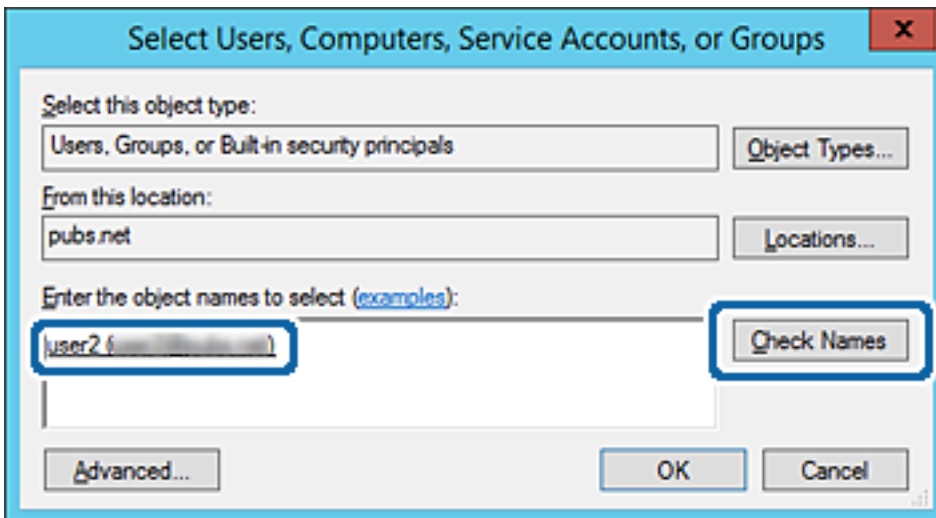 Select Users, Computers, Service Accounts, or Groups
x
Select this object type:
Users, Groups, or Built-in security principals
Object Types...
From this location:
pubs.net
Locations...
Enter the object names to select (examples):
user2 ( )
Check Names
Advanced...
OK
Cancel